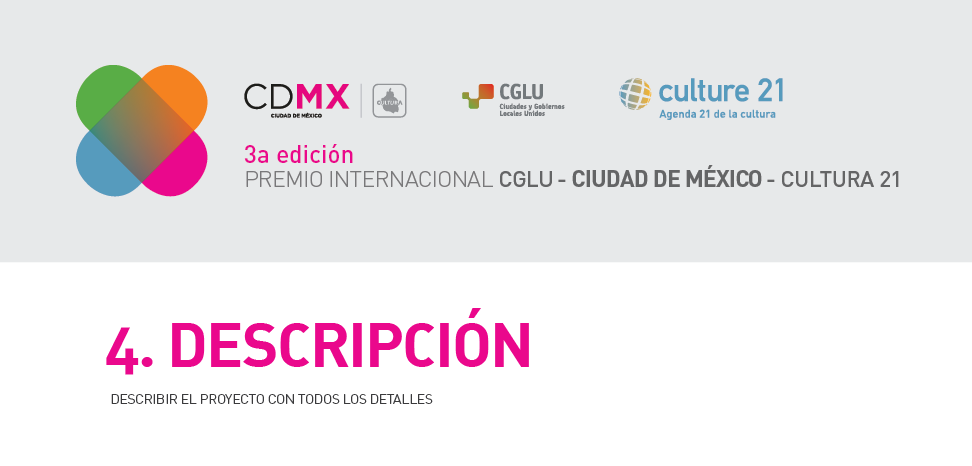 CDMX
CIUDAD DE MÉXICO
CULTURA
CGLU
Ciudades y Gobiernos
Locales Unidos
culture 21
Agenda 21 de la cultura
3a edición
PREMIO INTERNACIONAL CGLU - CIUDAD DE MÉXICO - CULTURA 21
4. DESCRIPCIÓN
DESCRIBIR EL PROYECTO CON TODOS LOS DETALLES